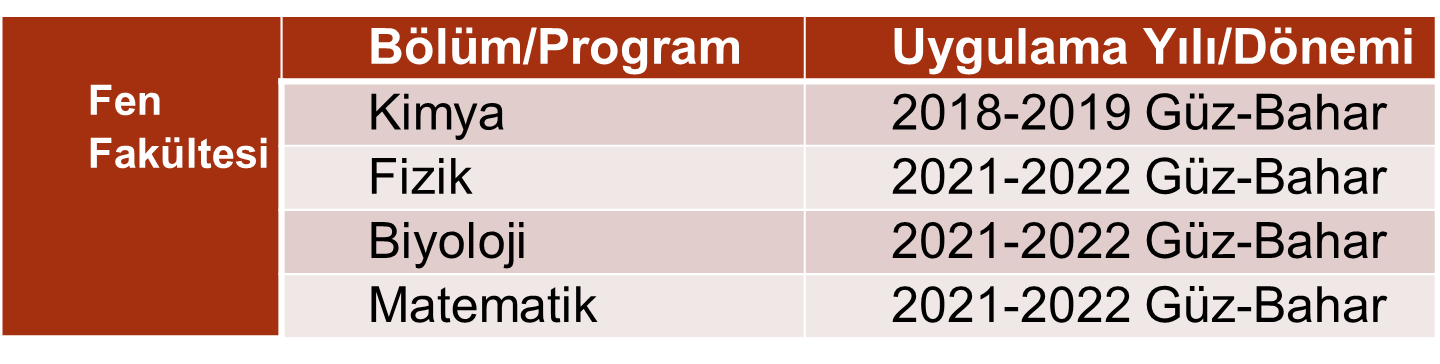 Bölüm/Program Uygulama Yılı/Dönemi
Fen
Fakültesi
Kimya 2018-2019 Güz-Bahar
Fizik 2021-2022 Güz-Bahar
Biyoloji 2021-2022 Güz-Bahar
Matematik 2021-2022 Güz-Bahar